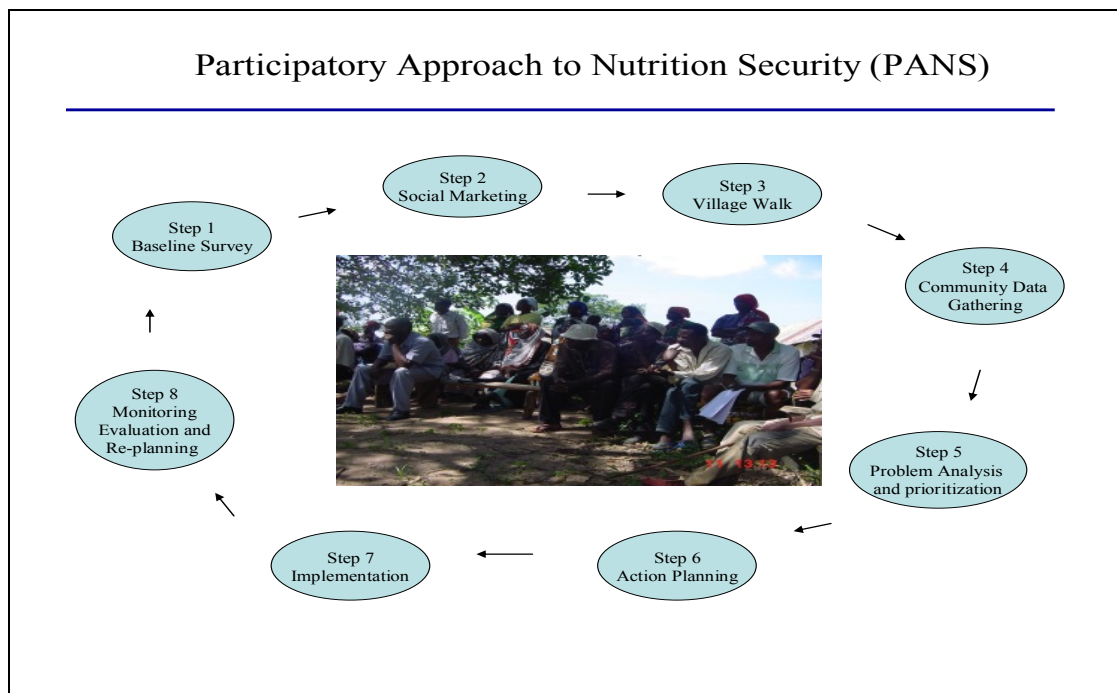 Participatory Approach to Nutrition Security (PANS)
Step 1
Baseline Survey
Step 2
Social Marketing
Step 3
Village Walk
Step 4
Community Data
Gathering
Step 5
Problem Analysis
and prioritization
Step 6
Action Planning
Step 7
Implementation
Step 8
Monitoring
Evaluation and
Re-planning